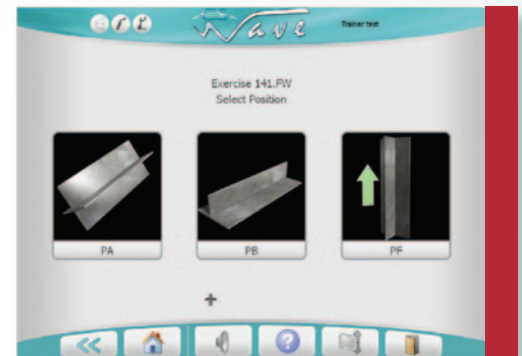 Wave
Trainer test
Exercise 141.FW
Select Position
PA
PB
PF